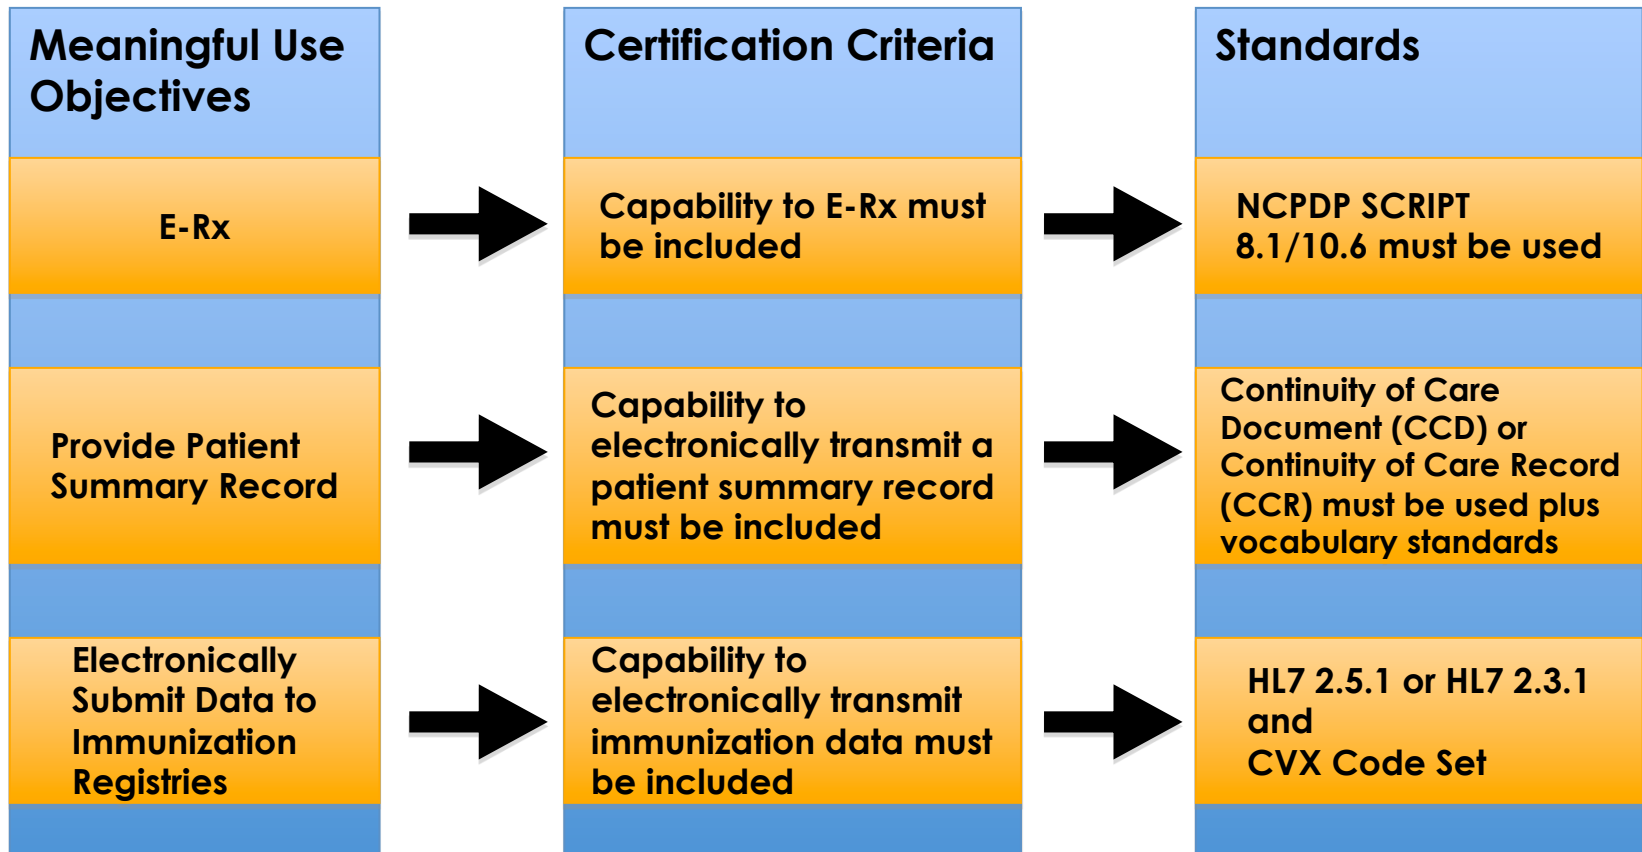 Meaningful Use
Objectives
Certification Criteria
Standards
E-Rx
Capability to E-Rx must
be included
NCPDP SCRIPT
8.1/10.6 must be used
Provide Patient
Summary Record
Capability to
electronically transmit a
patient summary record
must be included
Continuity of Care
Document (CCD) or
Continuity of Care Record
(CCR) must be used plus
vocabulary standards
Electronically
Submit Data to
Immunization
Registries
Capability to
electronically transmit
immunization data must
be included
HL7 2.5.1 or HL7 2.3.1
and
CVX Code Set